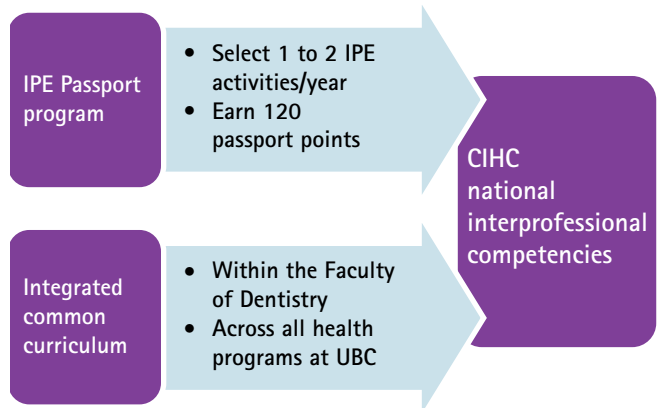 IPE Passport
program
• Select 1 to 2 IPE
activities/year
• Earn 120
passport points
CIHC
national
interprofessional
competencies
Integrated
common
curriculum
• Within the Faculty
of Dentistry
• Across all health
programs at UBC